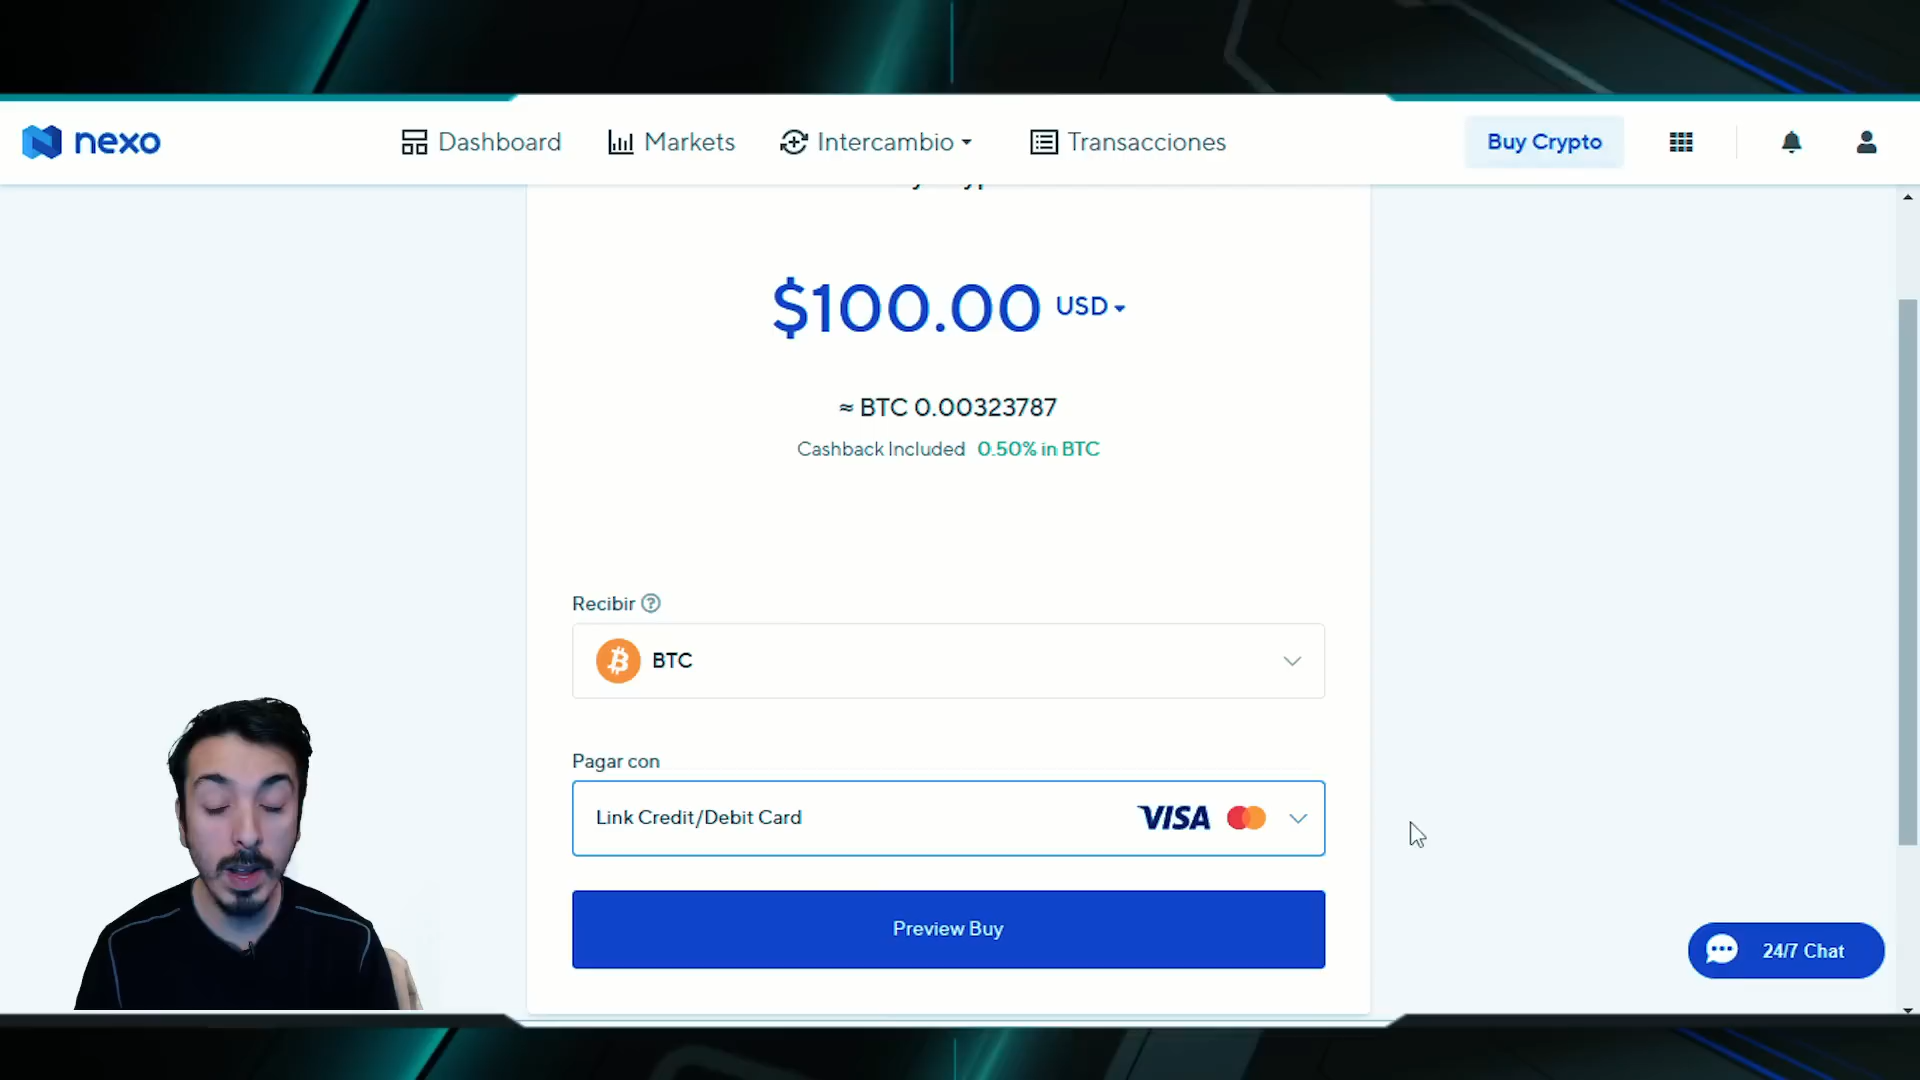 nexo
Dashboard
Markets
Intercambio
Transacciones
Buy Crypto
$100.00 USD
≈ BTC 0.00323787
Cashback Included 0.50% in BTC
Recibir ?
BTC
Pagar con
Link Credit/Debit Card VISA
Preview Buy
24/7 Chat